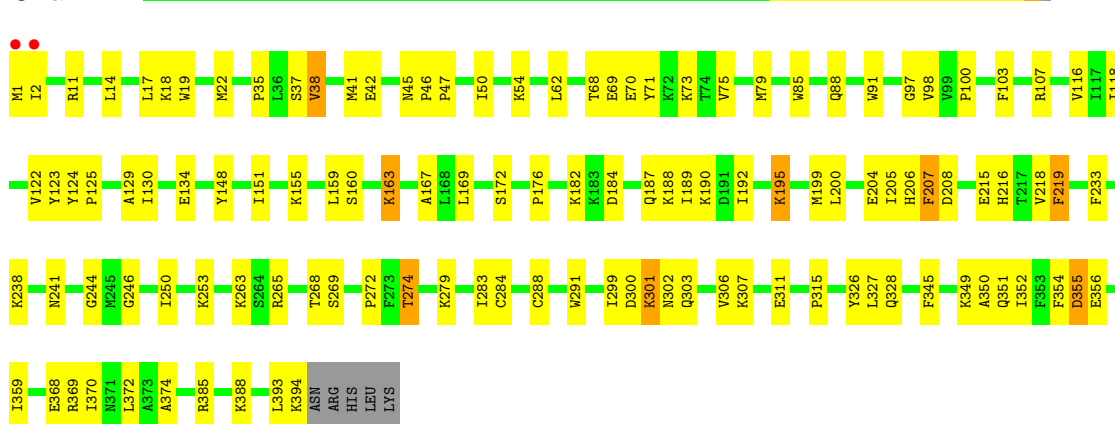 M1 I2 R11 L14 L17 K18 W19 M22 P35 L36 S37 V38 M41 E42 N45 P46 P47 I50 K54 L62 T68 E69 E70 Y71 K72 K73 T74 V75 M79 W85 Q88 W91 G97 V98 V99 P100 F103 R107 V116 I117 I118
V122 Y123 Y124 P125 A129 I130 E134 Y148 I151 K155 L159 S160 K163 A167 L168 L169 S172 P176 K182 K183 D184 Q187 K188 I189 K190 D191 I192 K195 M199 L200 E204 I205 H206 F207 D208 E215 H216 T217 V218 F219 F233
K238 N241 G244 M245 G246 I250 K253 K263 S264 R265 T268 S269 P272 F273 T274 K279 I283 C284 C288 W291 I299 D300 K301 N302 Q303 V306 K307 E311 P315 Y326 L327 Q328 F345 K349 A350 Q351 I352 F353 F354 D355 E356
I359 E368 R369 I370 N371 L372 A373 A374 R385 K388 L393 K394 ASN ARG HIS LEU LYS